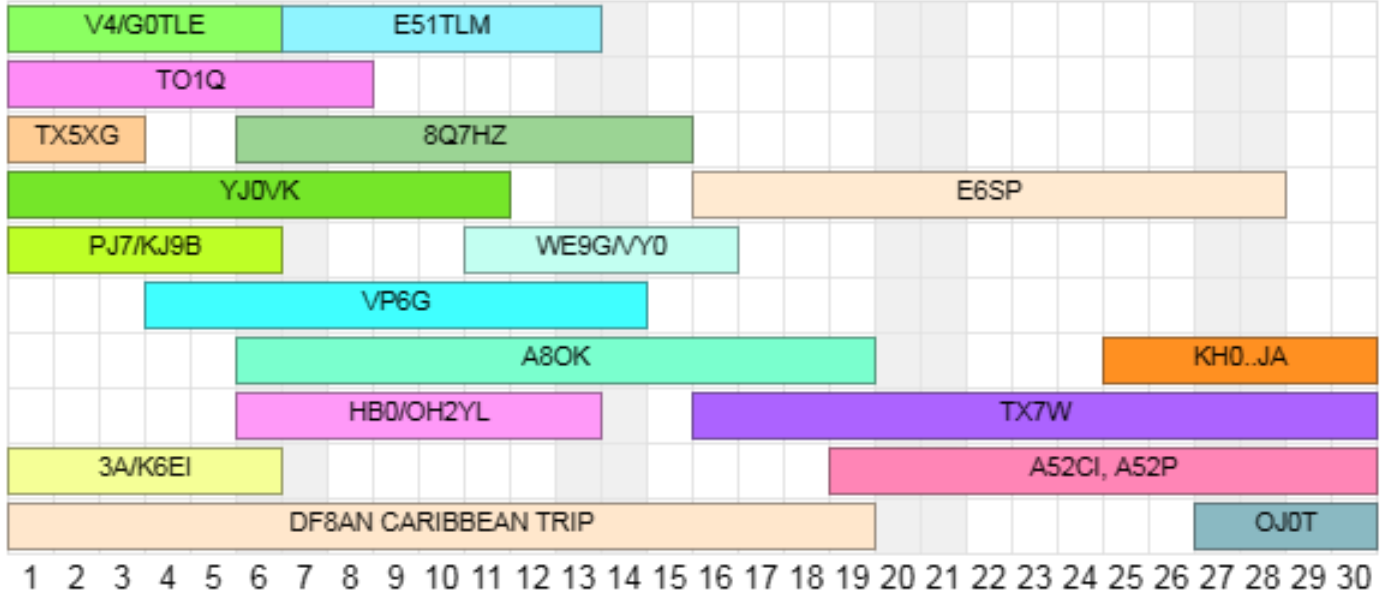 V4/G0TLE E51TLM
TO1Q
TX5XG 8Q7HZ
YJ0VK E6SP
PJ7/KJ9B WE9G/VY0
VP6G
A8OK KH0..JA
HB0/OH2YL TX7W
3A/K6EI A52CI, A52P
DF8AN CARIBBEAN TRIP OJ0T
1 2 3 4 5 6 7 8 9 10 11 12 13 14 15 16 17 18 19 20 21 22 23 24 25 26 27 28 29 30